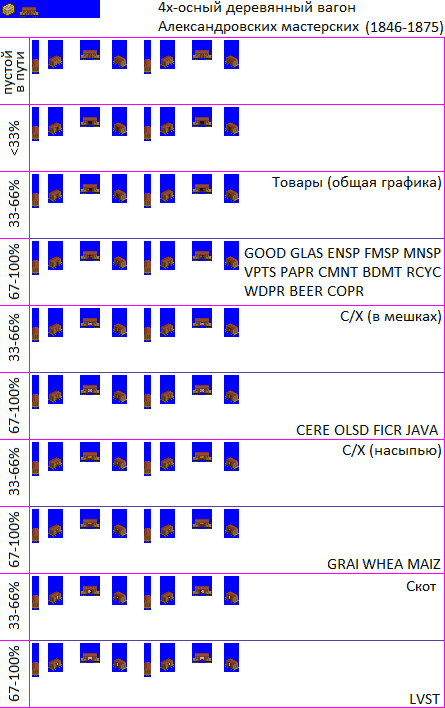 4х-осный деревянный вагон
Александровских мастерских (1846-1875)
пустой
в пути
<33%
33-66%
Товары (общая графика)
67-100%
GOOD GLAS ENSP FMSP MNSP
VPTS PAPR CMNT BDMT RCYC
WDPR BEER COPR
33-66%
С/Х (в мешках)
67-100%
CERE OLSD FICR JAVA
33-66%
С/Х (насыпью)
67-100%
GRAI WHEA MAIZ
33-66%
Скот
67-100%
LVST